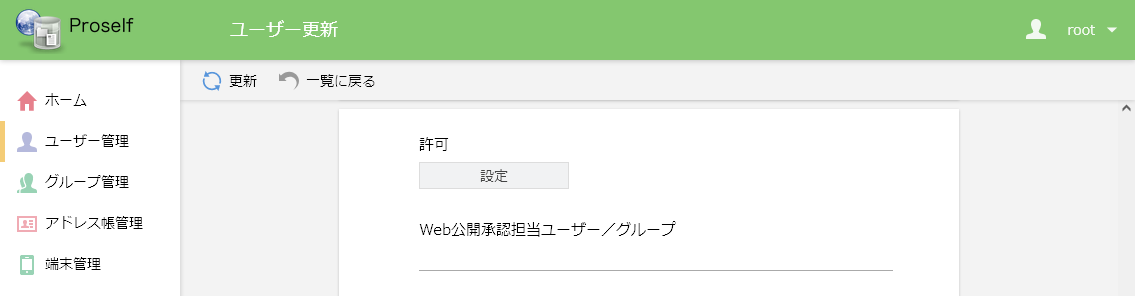 Proself
ユーザー更新
root
更新
一覧に戻る
ホーム
ユーザー管理
グループ管理
アドレス帳管理
端末管理
許可
設定
Web公開承認担当ユーザー／グループ